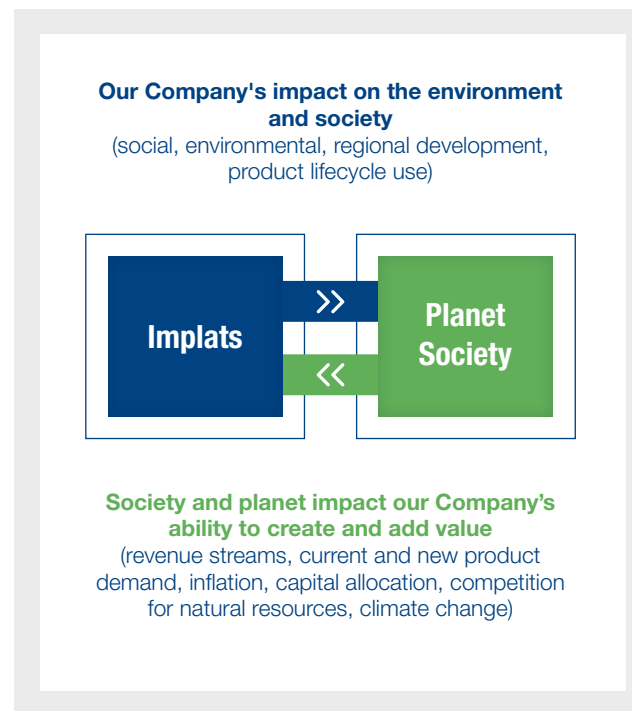 Our Company's impact on the environment
and society
(social, environmental, regional development,
product lifecycle use)
Implats
Planet
Society
Society and planet impact our Company’s
ability to create and add value
(revenue streams, current and new product
demand, inflation, capital allocation, competition
for natural resources, climate change)